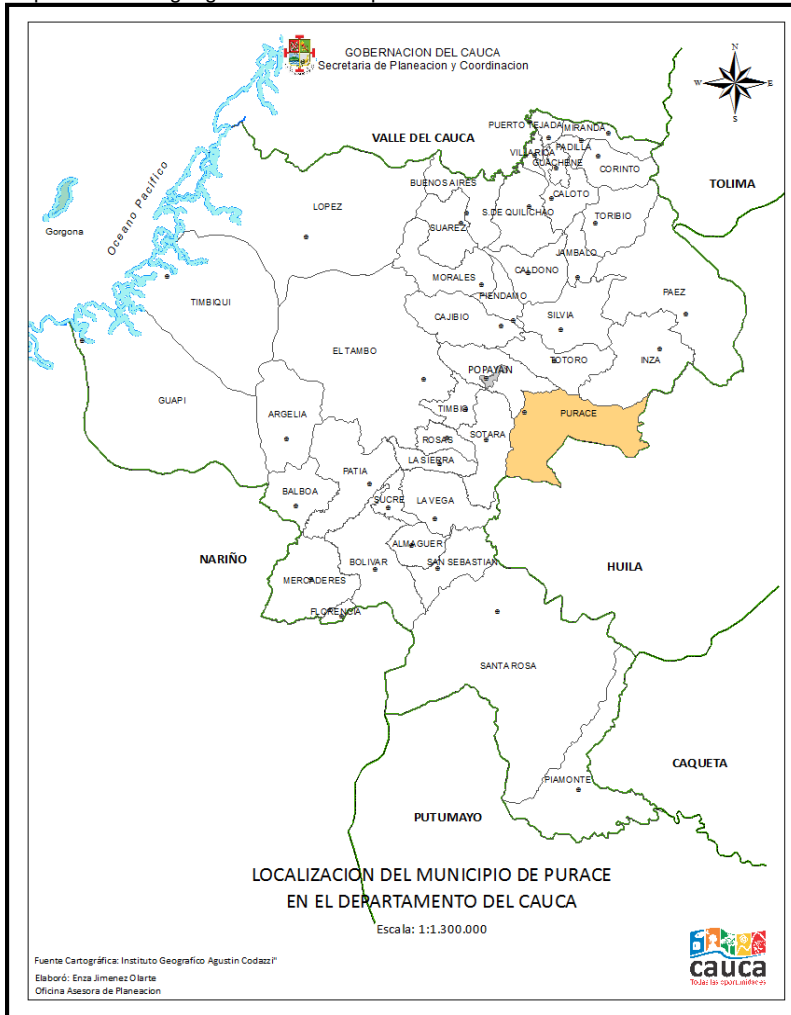 GOBERNACION DEL CAUCA
Secretaria de Planeacion y Coordinacion
N
W
E
S
VALLE DEL CAUCA
PUERTO TEJADA
MIRANDA
PADILLA
VILLARICA
GUACHENE
CORINTO
TOLIMA
BUENOS AIRES
CALOTO
LOPEZ
S.DE QUILICHAO
TORIBIO
SUAREZ
Oceano Pacifico
Gorgona
JAMBALO
CALDONO
MORALES
PIENDAMO
PAEZ
TIMBIQUI
CAJIBIO
SILVIA
EL TAMBO
TOTORO
INZA
POPAYAN
GUAPI
ARGELIA
TIMBIO
PURACE
ROSAS
SOTARA
LA SIERRA
PATIA
BALBOA
SUCRE
LA VEGA
ALMAGUER
NARIÑO
BOLIVAR
SAN SEBASTIAN
HUILA
MERCADERES
FLORENCIA
SANTA ROSA
CAQUETA
PIAMONTE
PUTUMAYO
LOCALIZACION DEL MUNICIPIO DE PURACE
EN EL DEPARTAMENTO DEL CAUCA
Escala: 1:1.300.000
Fuente Cartográfica: Instituto Geografico Agustin Codazzi"
Elaboró: Enza Jimenez Olarte
Oficina Asesora de Planeacion
cauca
Todas las oportunidades